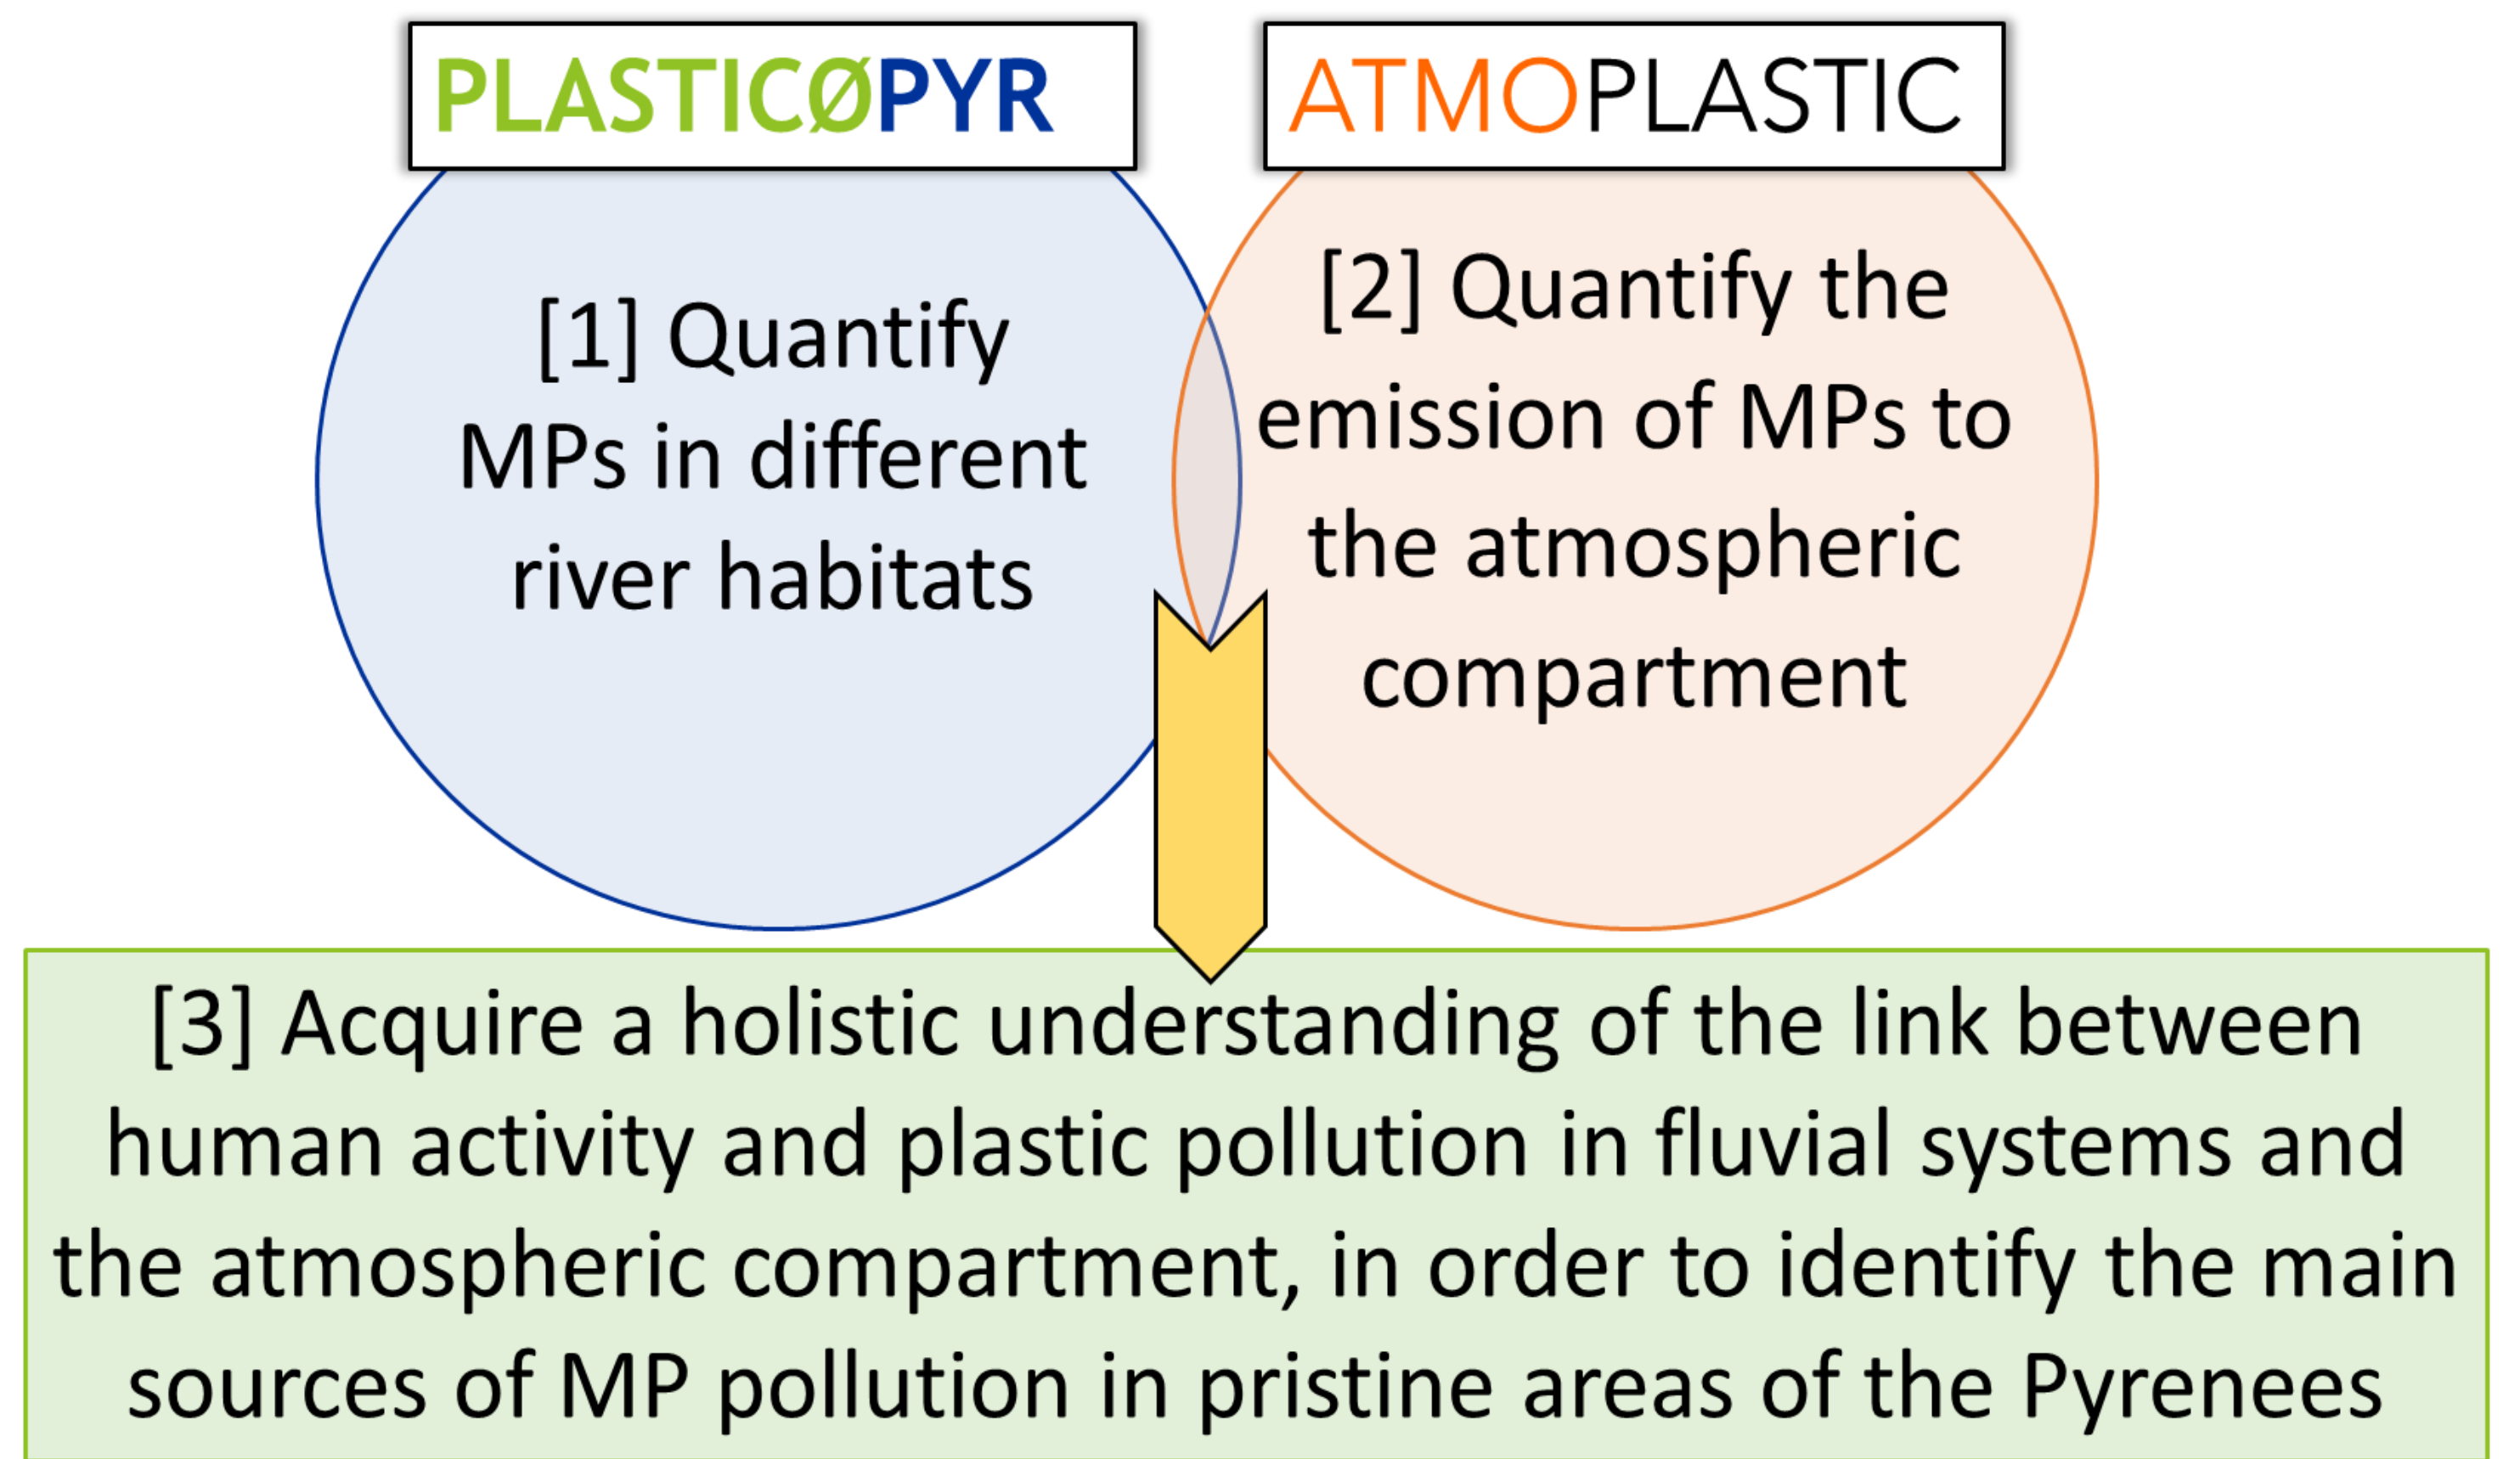 PLASTICØPYR
ATMOPLASTIC
[1] Quantify
MPs in different
river habitats
[2] Quantify the
emission of MPs to
the atmospheric
compartment
[3] Acquire a holistic understanding of the link between
human activity and plastic pollution in fluvial systems and
the atmospheric compartment, in order to identify the main
sources of MP pollution in pristine areas of the Pyrenees